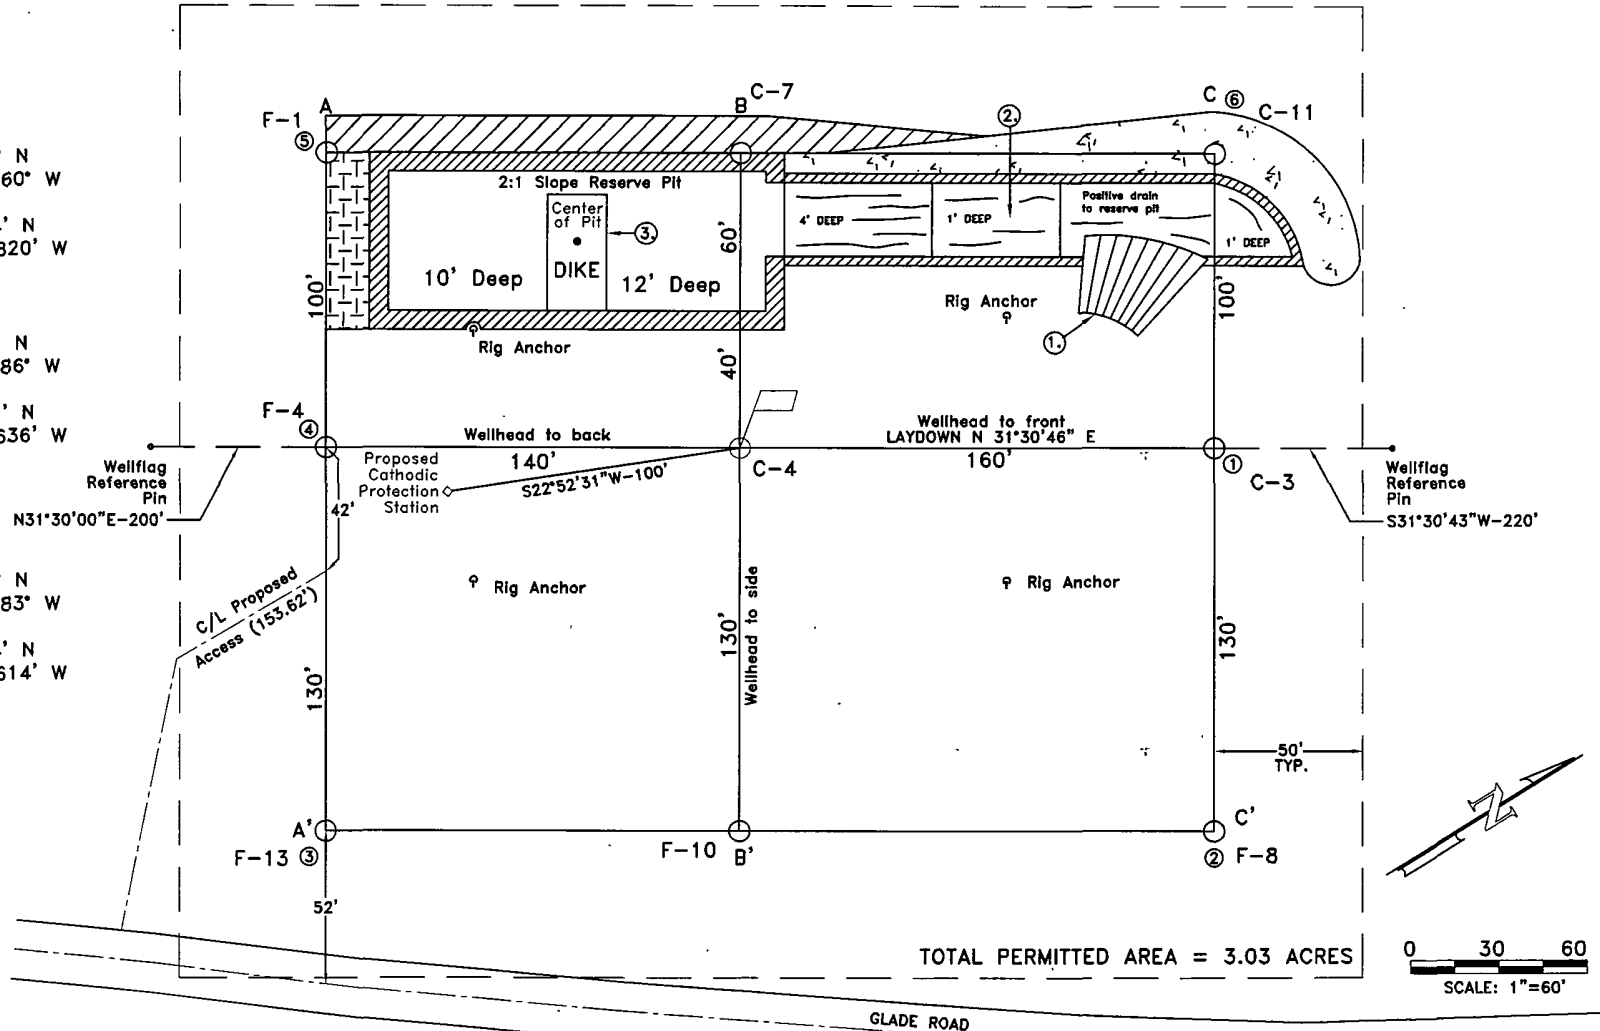 ' N
60° W
' N
820' W
N
86° W
' N
636' W
' N
83° W
' N
614' W
A
F-1
⑤
B C-7
②.
C ⑥
C-11
2:1 Slope Reserve Pit
Center
of Pit
③.
DIKE
10' Deep
12' Deep
60'
4' DEEP
1' DEEP
Positive drain
to reserve pit
1' DEEP
100'
100'
Rig Anchor
①.
Rig Anchor
40'
F-4
④
Wellhead to back
140'
Wellhead to front
LAYDOWN N 31°30'46" E
160'
Wellflag
Reference
Pin
N31°30'00"E-200'
Proposed
Cathodic
Protection
Station
S22°52'31"W-100'
C-4
①
C-3
Wellflag
Reference
Pin
S31°30'43"W-220'
42'
C/L Proposed
Access (153.62')
Rig Anchor
Rig Anchor
130'
130'
Wellhead to side
130'
50'
TYP.
A'
F-13 ③
F-10 B'
C'
② F-8
52'
N
TOTAL PERMITTED AREA = 3.03 ACRES
0 30 60
SCALE: 1"=60'
GLADE ROAD